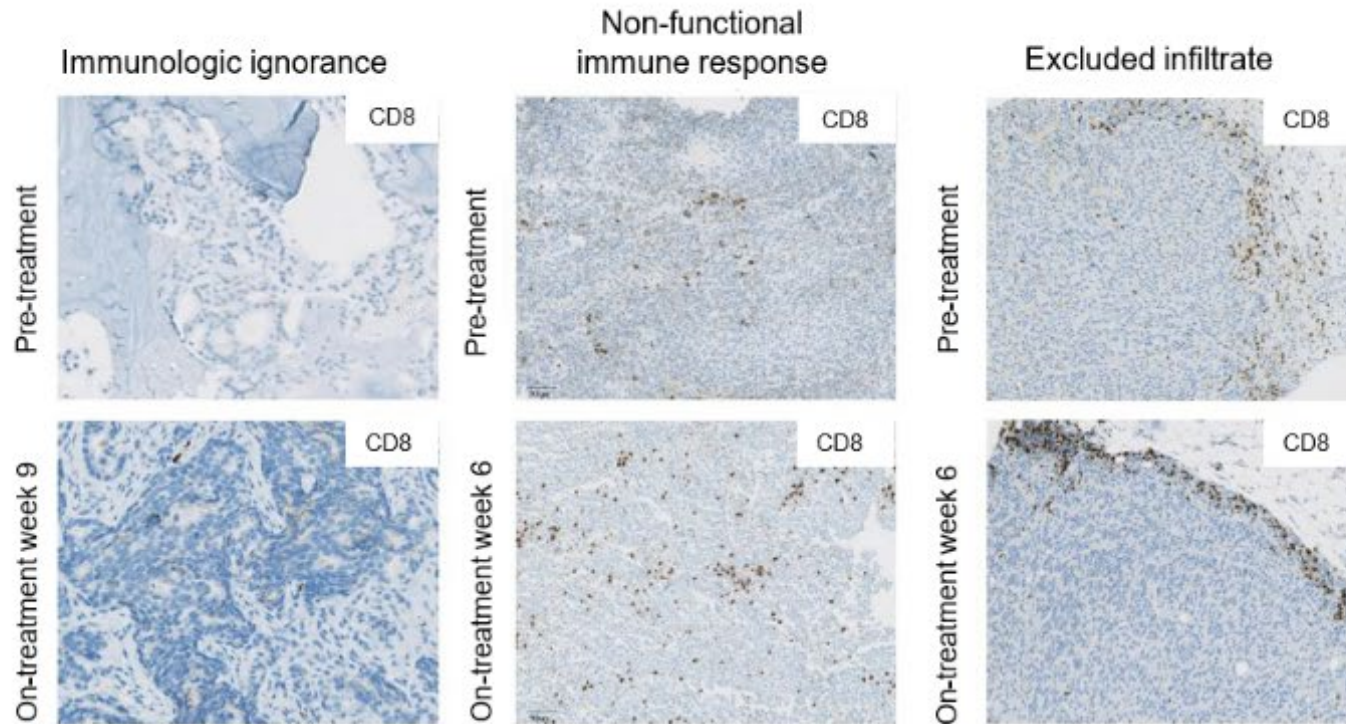 Immunologic ignorance
Non-functional
immune response
Excluded infiltrate
Pre-treatment
CD8
Pre-treatment
CD8
Pre-treatment
CD8
On-treatment week 9
CD8
On-treatment week 6
CD8
On-treatment week 6
CD8